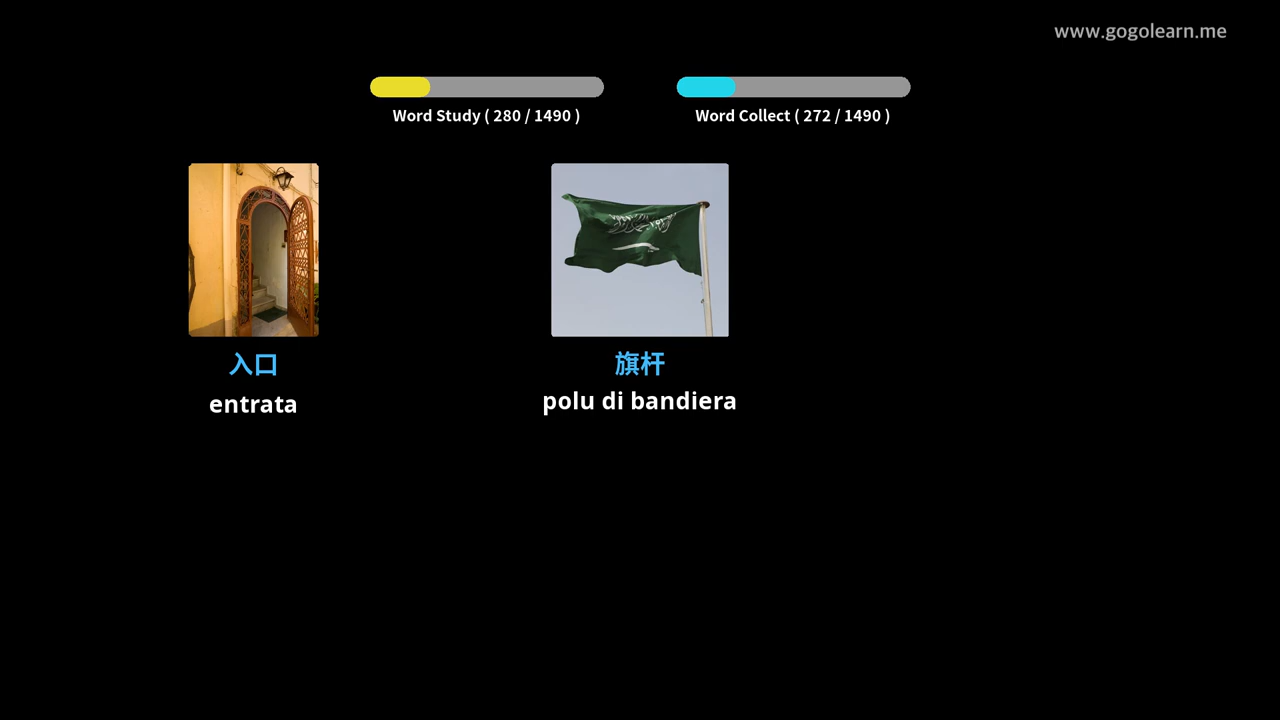 www.gogolearn.me
Word Study ( 280 / 1490 )
Word Collect ( 272 / 1490 )
入口
entrata
旗杆
polu di bandiera